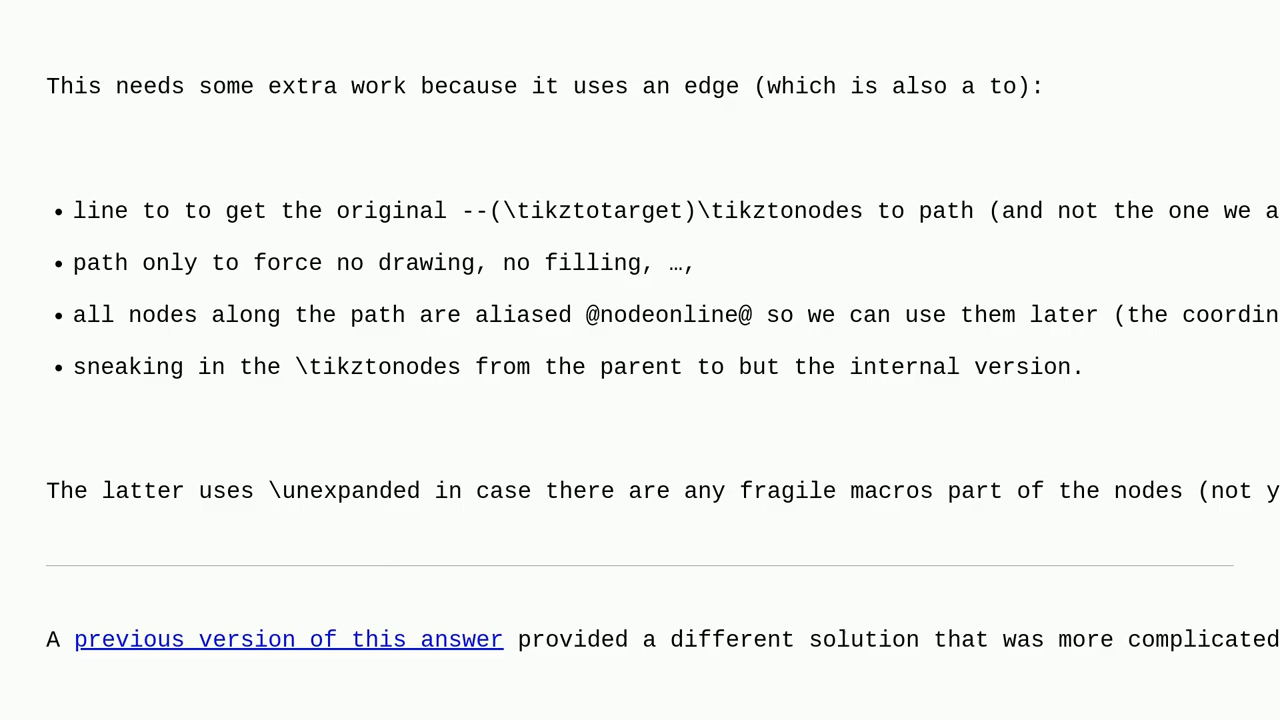 This needs some extra work because it uses an edge (which is also a to):
• line to to get the original --(\tikztotarget)\tikztonodes to path (and not the one we a
• path only to force no drawing, no filling, …,
• all nodes along the path are aliased @nodeonline@ so we can use them later (the coordin
• sneaking in the \tikztonodes from the parent to but the internal version.
The latter uses \unexpanded in case there are any fragile macros part of the nodes (not y
A previous version of this answer provided a different solution that was more complicated